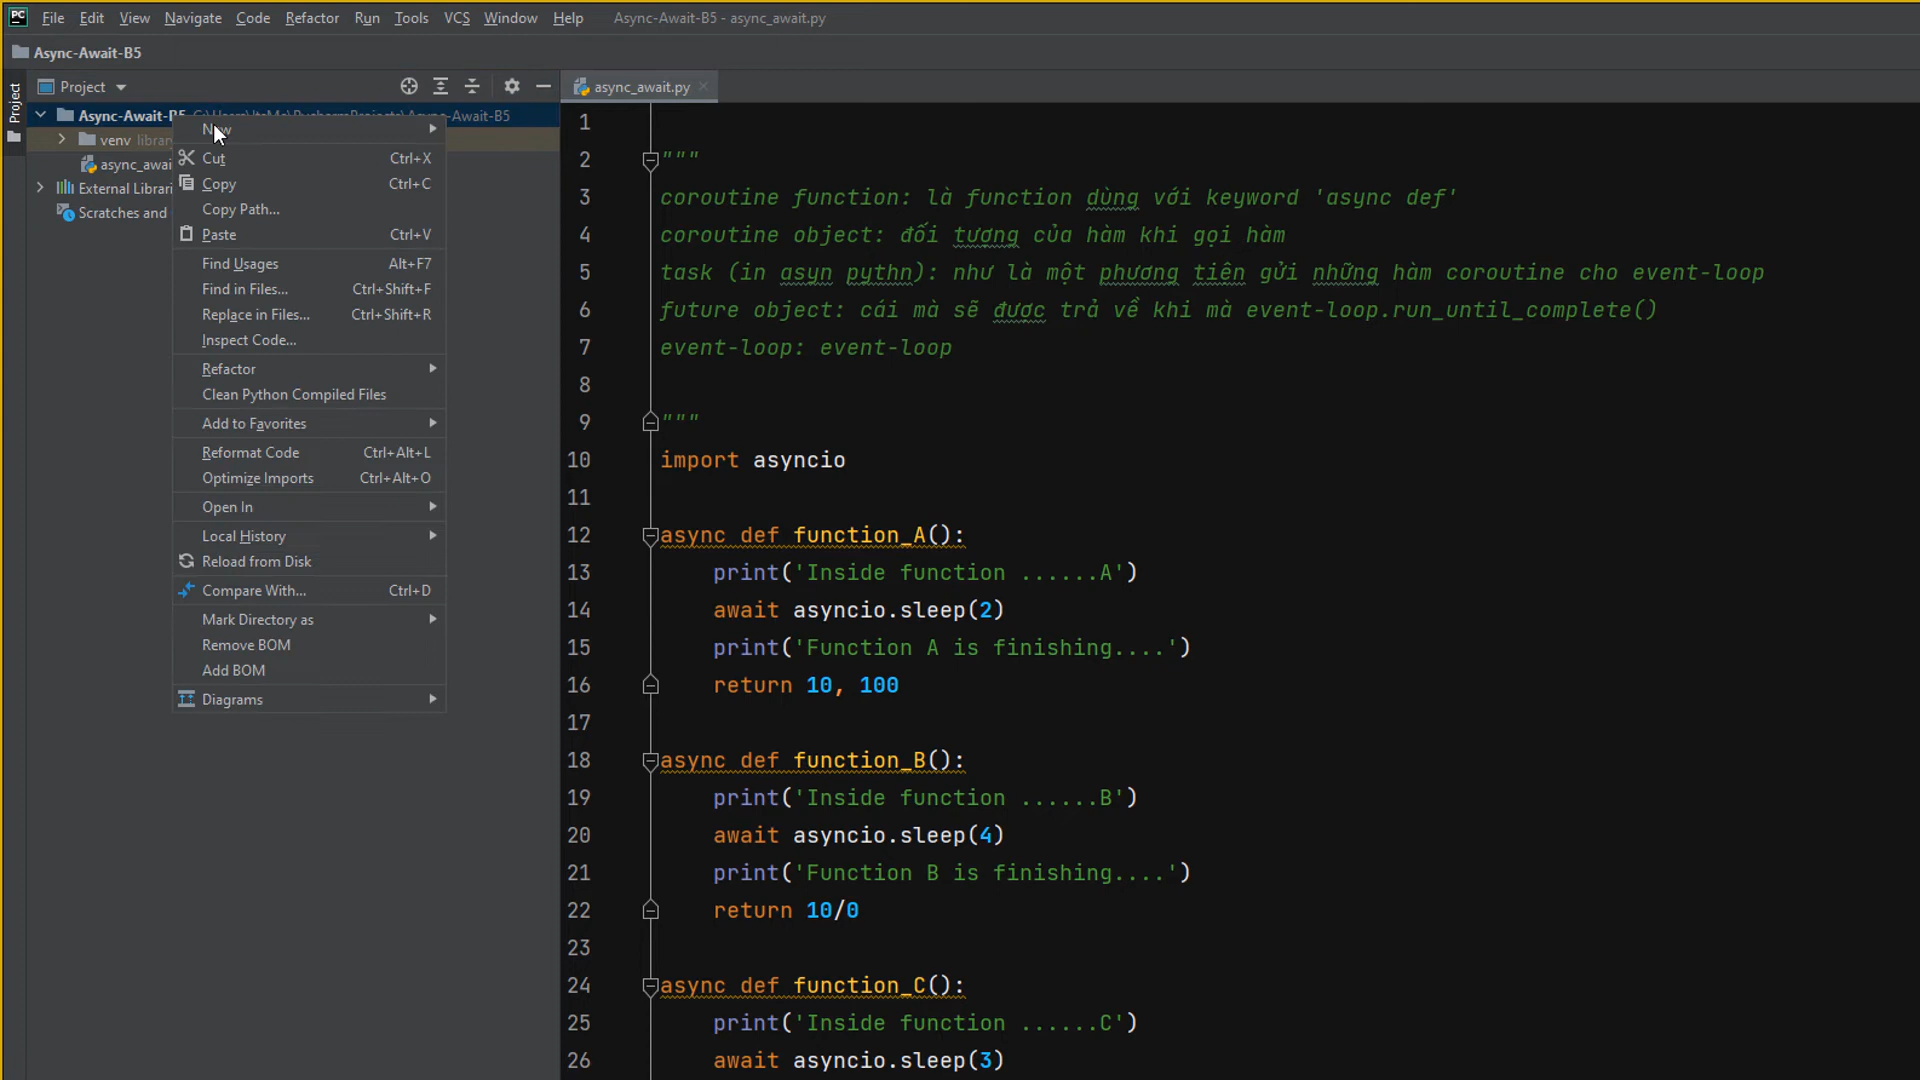 PC File Edit View Navigate Code Refactor Run Tools VCS Window Help Async-Await-B5 - async_await.py
Async-Await-B5
Project
Project
async_await.py
Async-Await-B5 C:\Users\ItsMe\PycharmProjects\Async-Await-B5
venv library
async_awai
External Librari
Scratches and
New
Cut Ctrl+X
Copy Ctrl+C
Copy Path...
Paste Ctrl+V
Find Usages Alt+F7
Find in Files... Ctrl+Shift+F
Replace in Files... Ctrl+Shift+R
Inspect Code...
Refactor
Clean Python Compiled Files
Add to Favorites
Reformat Code Ctrl+Alt+L
Optimize Imports Ctrl+Alt+O
Open In
Local History
Reload from Disk
Compare With... Ctrl+D
Mark Directory as
Remove BOM
Add BOM
Diagrams
1
2 """
3 coroutine function: là function dùng với keyword 'async def'
4 coroutine object: đối tượng của hàm khi gọi hàm
5 task (in asyn pythn): như là một phương tiện gửi những hàm coroutine cho event-loop
6 future object: cái mà sẽ được trả về khi mà event-loop.run_until_complete()
7 event-loop: event-loop
8
9 """
10 import asyncio
11
12 async def function_A():
13 print('Inside function ......A')
14 await asyncio.sleep(2)
15 print('Function A is finishing....')
16 return 10, 100
17
18 async def function_B():
19 print('Inside function ......B')
20 await asyncio.sleep(4)
21 print('Function B is finishing....')
22 return 10/0
23
24 async def function_C():
25 print('Inside function ......C')
26 await asyncio.sleep(3)